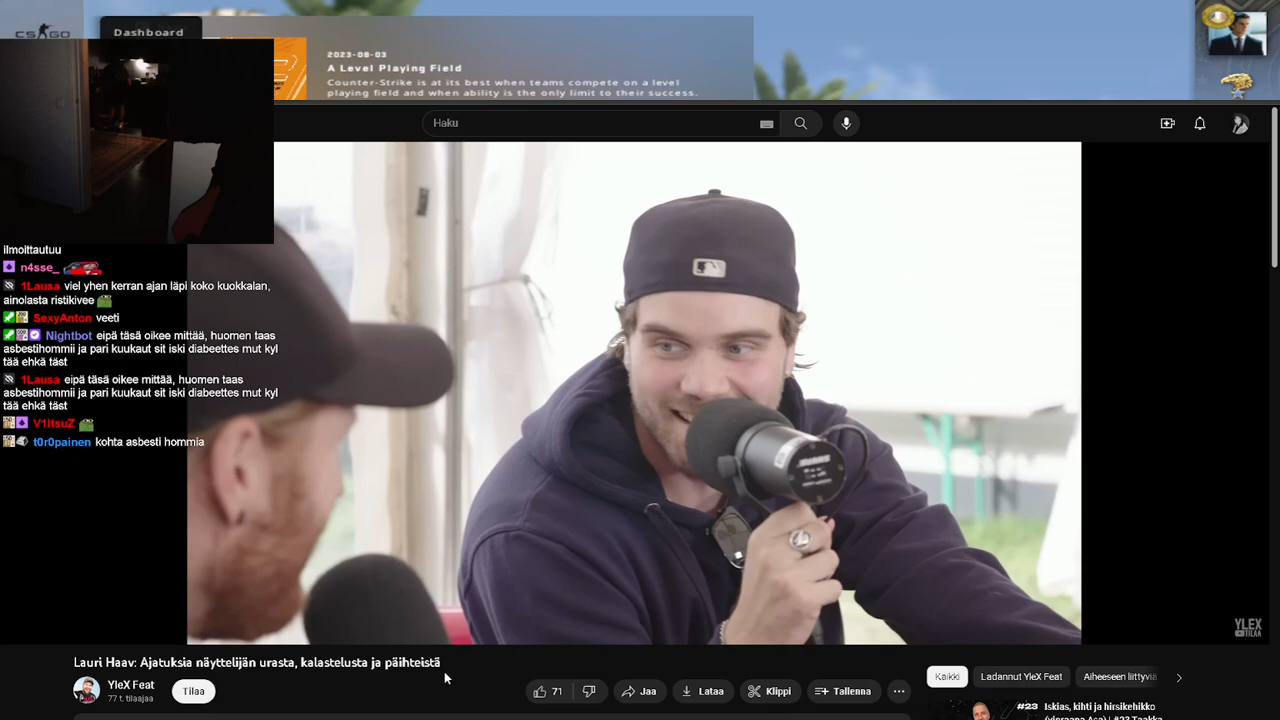 CS GO
Dashboard
2023-08-03
A Level Playing Field
Counter-Strike is at its best when teams compete on a level
playing field and when ability is the only limit to their success.
Haku
ilmoittautuu
n4sse_
1Lausa viel yhen kerran ajan läpi koko kuokkalan,
ainolasta ristikivee
SexyAnton veeti
Nightbot eipä täsä oikee mittää, huomen taas
asbestihommii ja pari kuukaut sit iski diabeettes mut kyl
tää ehkä täst
1Lausa eipä täsä oikee mittää, huomen taas
asbestihommii ja pari kuukaut sit iski diabeettes mut kyl
tää ehkä täst
V1ltsuZ
t0r0painen kohta asbesti hommia
YLEX
TILAA
Lauri Haav: Ajatuksia näyttelijän urasta, kalastelusta ja päihteistä
YleX Feat
77 t. tilaajaa
Tilaa
71
Jaa
Lataa
Klippi
Tallenna
Kaikki
Ladannut YleX Feat
Aiheeseen liittyviä
#23
Iskias, kihti ja hirsikehikko
(vieraana Asa) | #23 Taakka